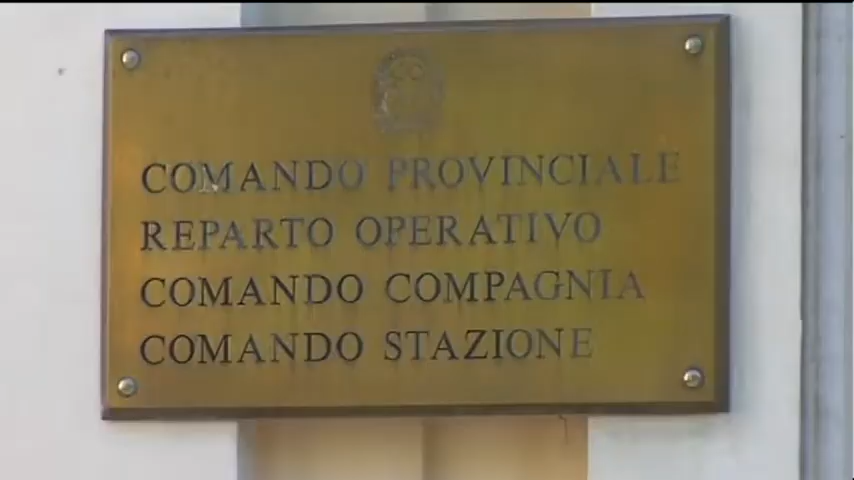 COMANDO PROVINCIALE
REPARTO OPERATIVO
COMANDO COMPAGNIA
COMANDO STAZIONE